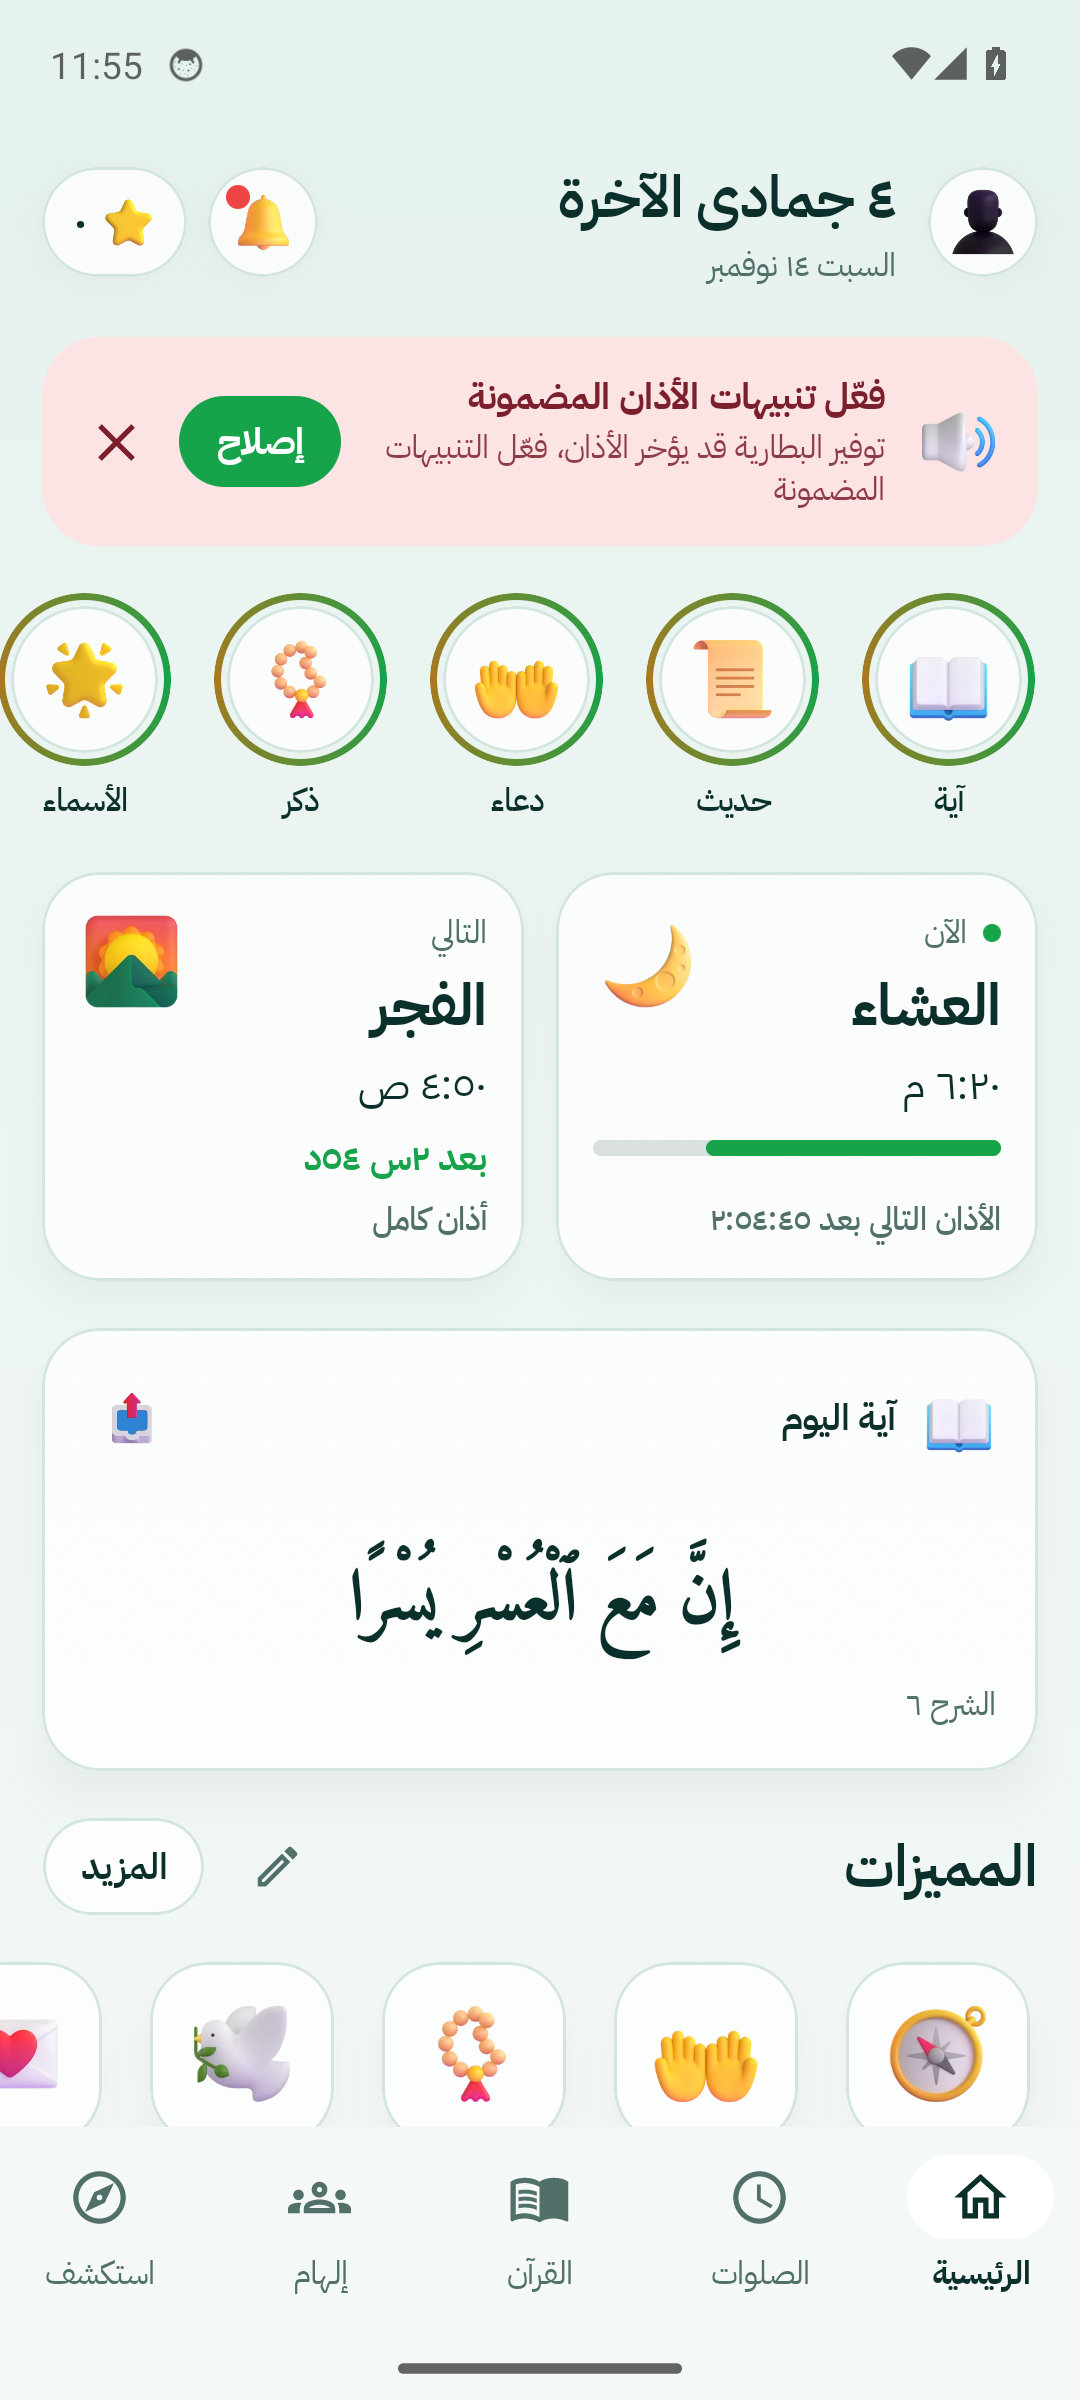 11:55
٤ جمادى الآخرة
السبت ١٤ نوفمبر
٠
فعّل تنبيهات الأذان المضمونة
توفير البطارية قد يؤخر الأذان، فعّل التنبيهات
المضمونة
إصلاح
آية
حديث
دعاء
ذكر
الأسماء
الآن
العشاء
٦:٢٠ م
الأذان التالي بعد ٢:٥٤:٤٥
التالي
الفجر
٤:٥٠ ص
بعد ٢س ٥٤د
أذان كامل
آية اليوم
إِنَّ مَعَ ٱلْعُسْرِ يُسْرًا
الشرح ٦
المميزات
المزيد
الرئيسية
الصلوات
القرآن
إلهام
استكشف